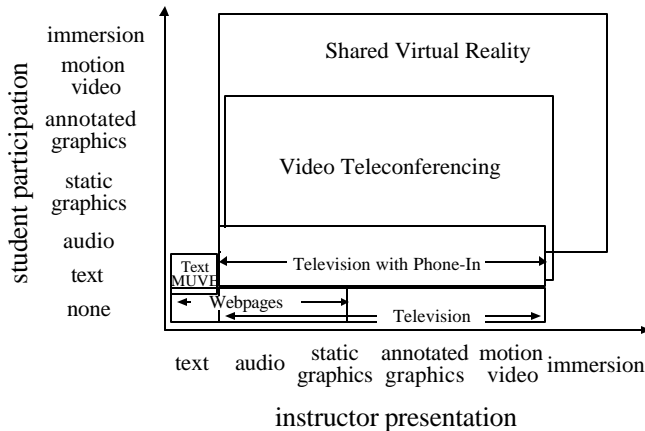 immersion
motion
video
annotated
graphics
static
graphics
audio
text
none
student participation
Shared Virtual Reality
Video Teleconferencing
Television with Phone-In
Text
MUVE
Webpages
Television
text
audio
static
graphics
annotated
graphics
motion
video
immersion
instructor presentation